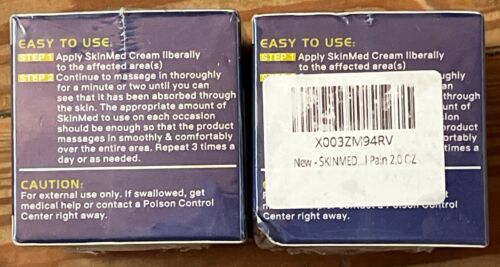 EASY TO USE:
STEP 1 Apply SkinMed Cream liberally
to the affected area(s)
STEP 2 Continue to massage in thoroughly
for a minute or two until you can
see that it has been absorbed through
the skin. The appropriate amount of
SkinMed to use on each occasion
should be enough so that the product
massages in smoothly & comfortably
over the entire area. Repeat 3 times a
day or as needed.
CAUTION:
For external use only. If swallowed, get
medical help or contact a Poison Control
Center right away.
EASY TO USE:
STEP 1 Apply SkinMed Cream liberally
to the affected area(s)
X003ZM94RV
New - SKINMED...l Pain 2.0 OZ
Center right away.